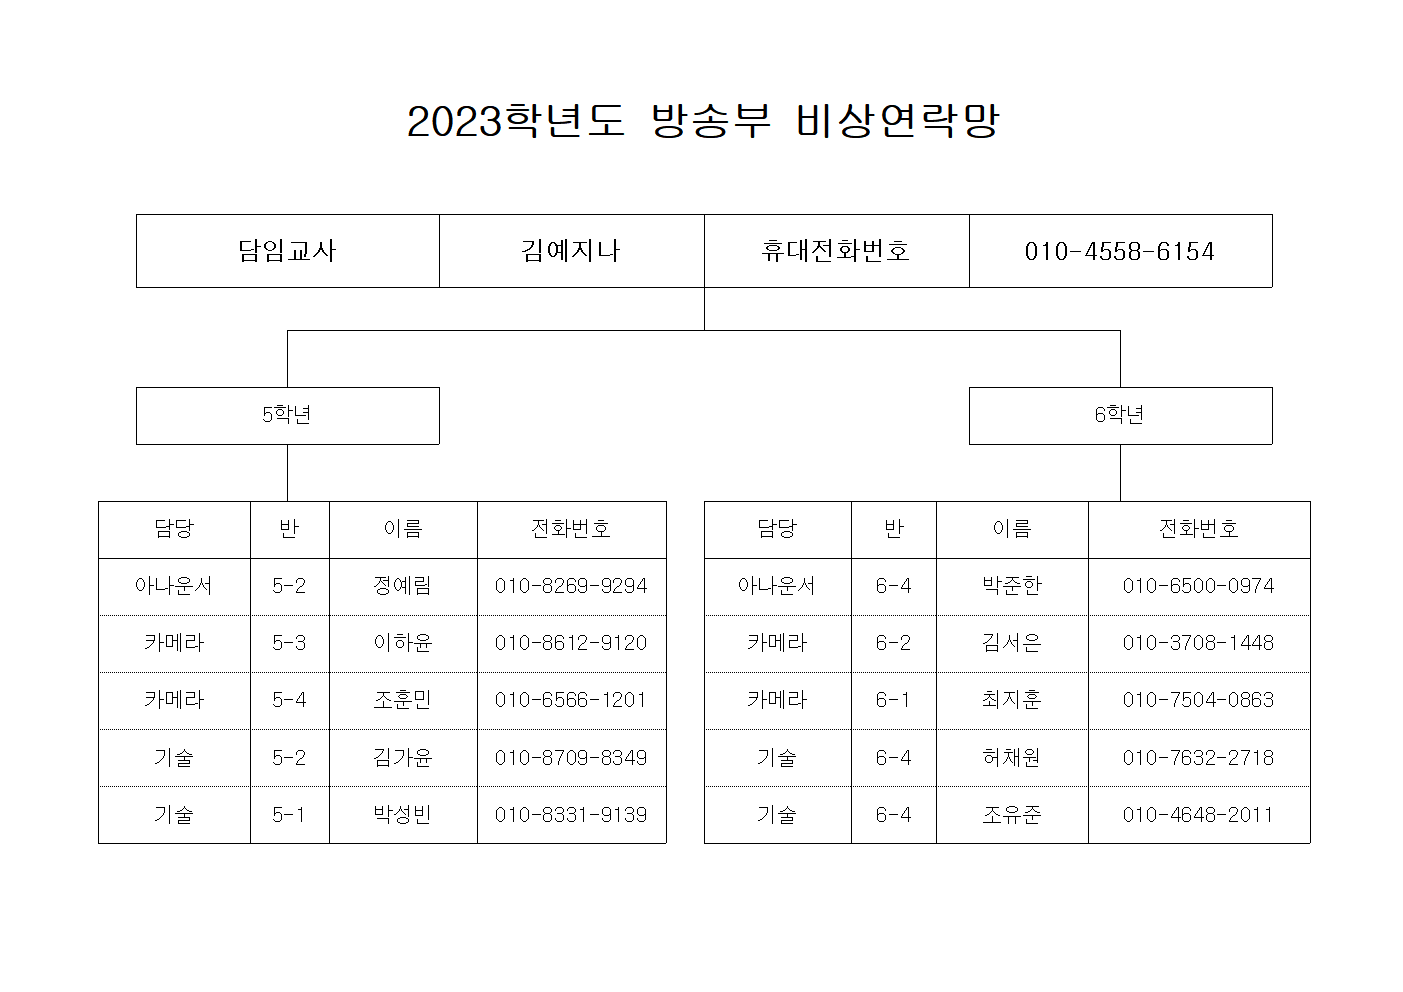 2023학년도 방송부 비상연락망
담임교사 김예지나 휴대전화번호 010-4558-6154
5학년
6학년
담당 반 이름 전화번호
아나운서 5-2 정예림 010-8269-9294
카메라 5-3 이하윤 010-8612-9120
카메라 5-4 조훈민 010-6566-1201
기술 5-2 김가윤 010-8709-8349
기술 5-1 박성빈 010-8331-9139
담당 반 이름 전화번호
아나운서 6-4 박준한 010-6500-0974
카메라 6-2 김서은 010-3708-1448
카메라 6-1 최지훈 010-7504-0863
기술 6-4 허채원 010-7632-2718
기술 6-4 조유준 010-4648-2011